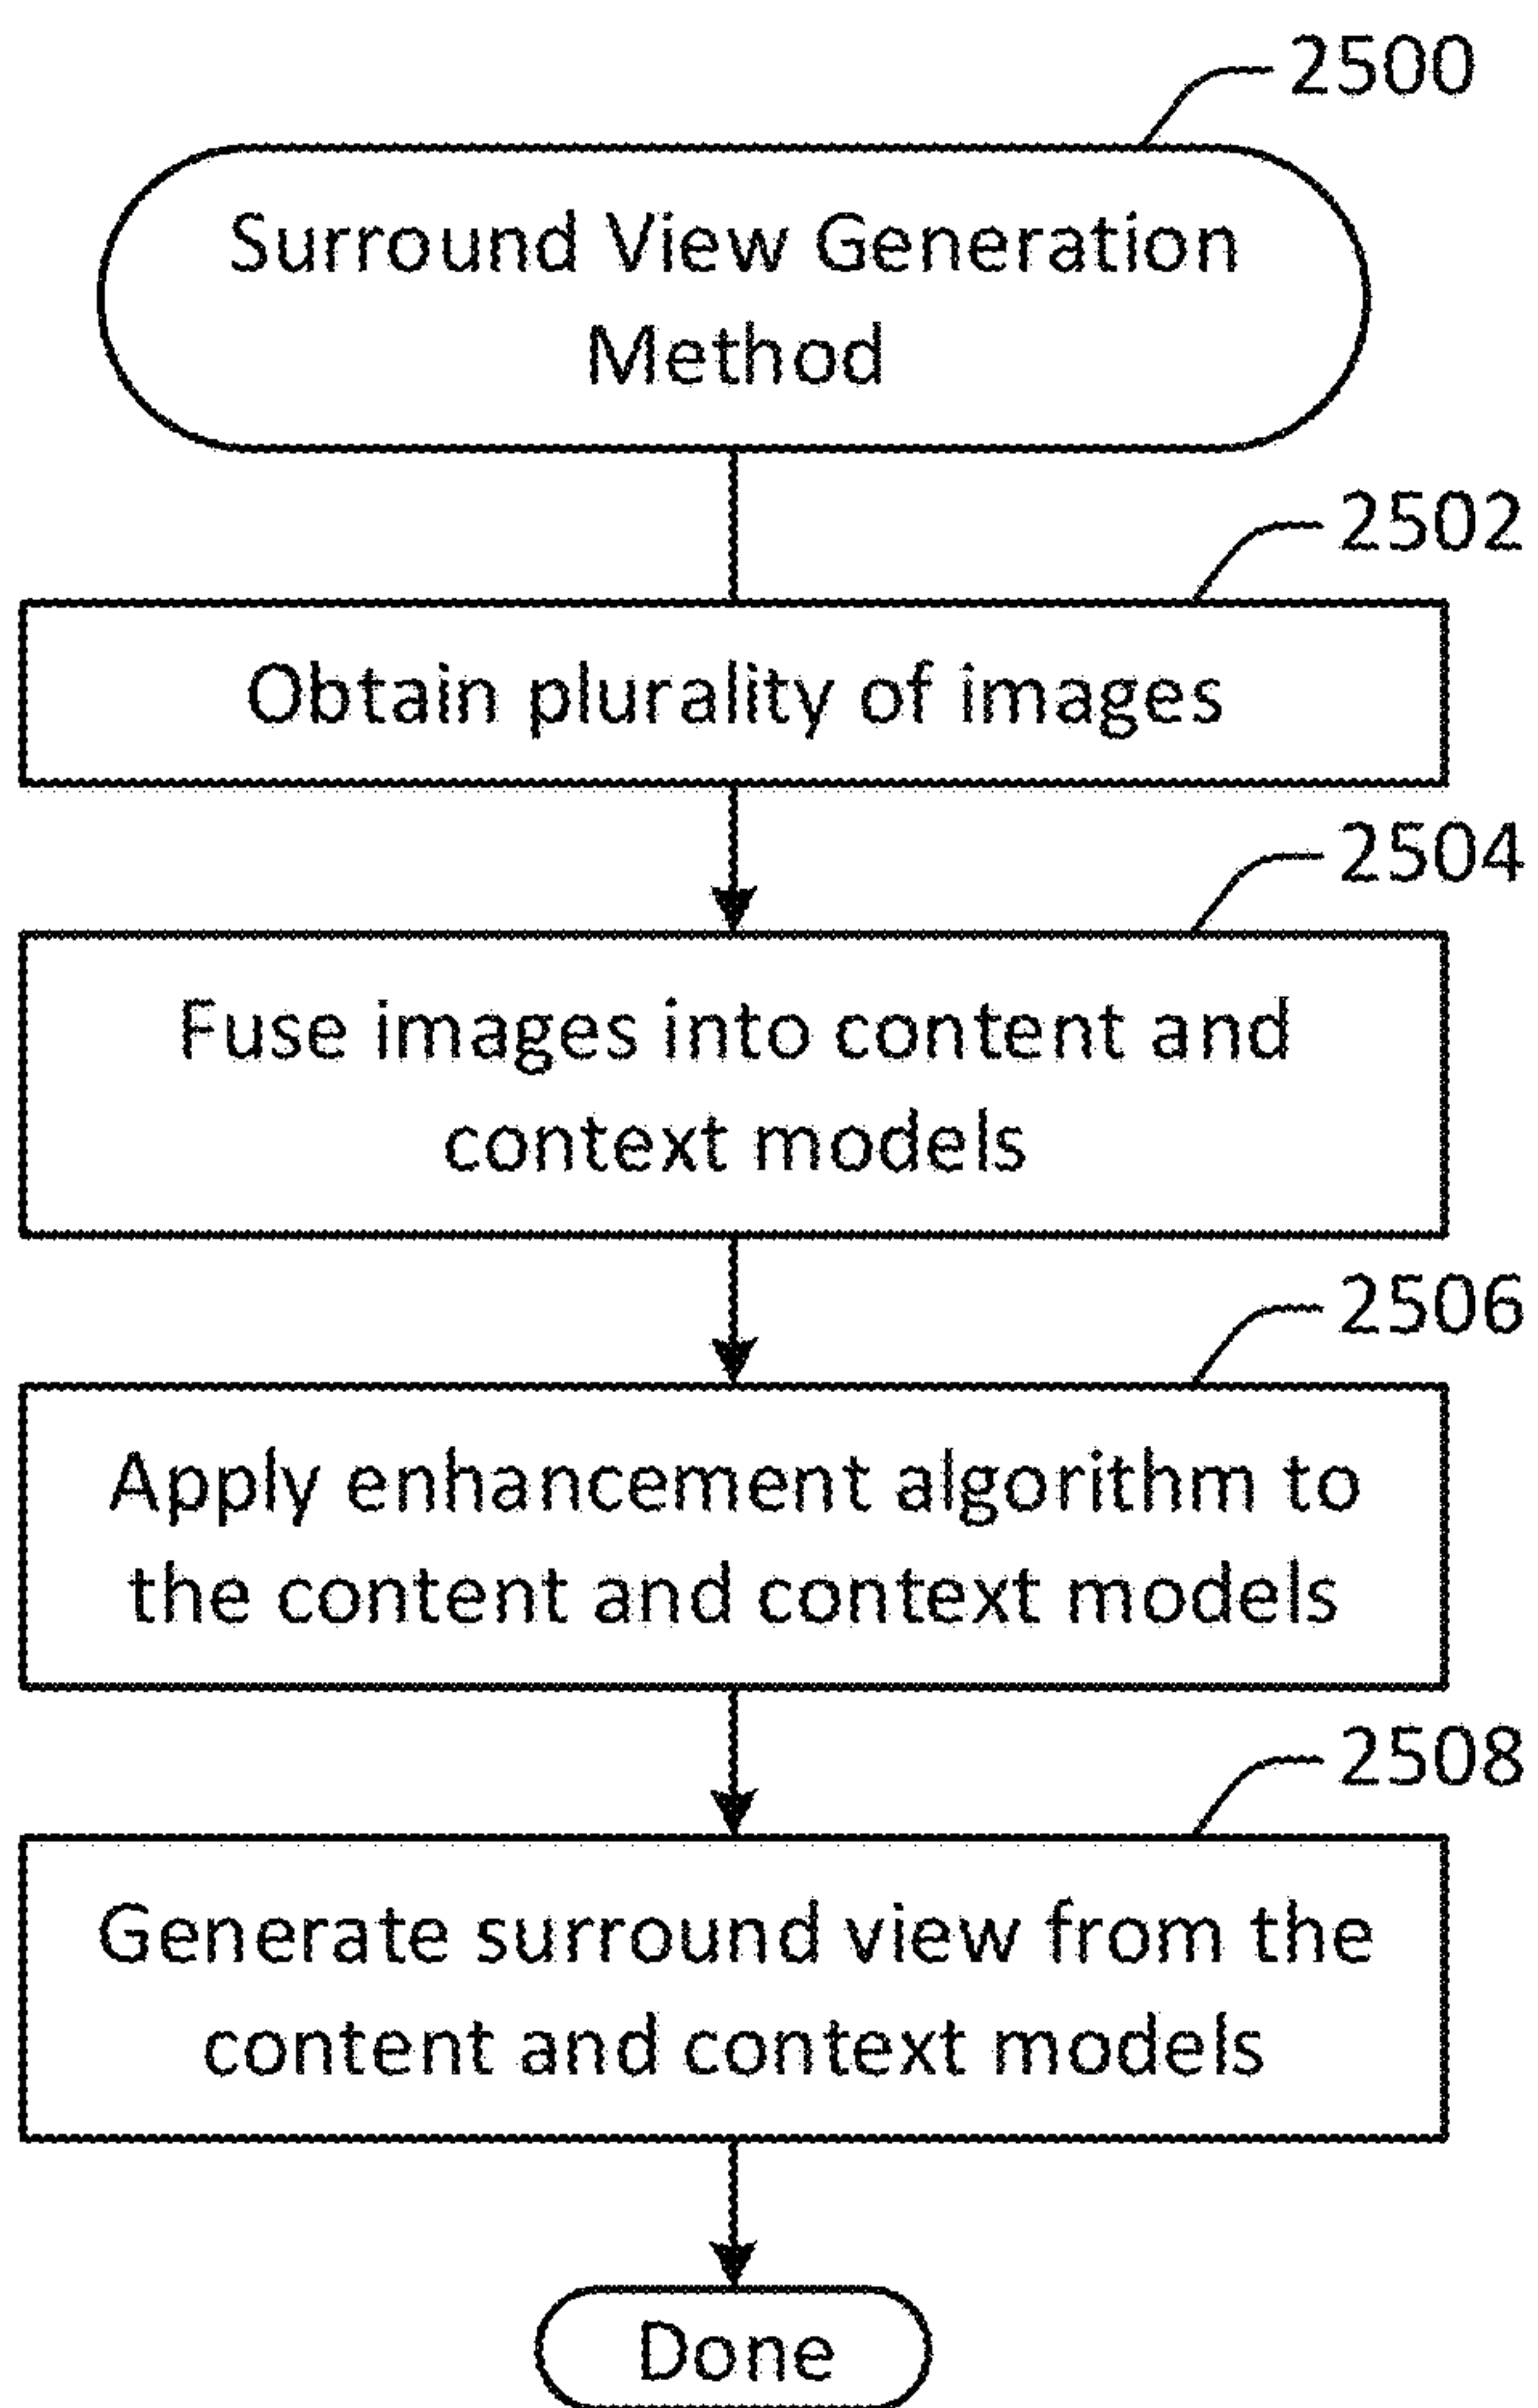 2500
Surround View Generation
Method
2502
Obtain plurality of images
2504
Fuse images into content and
context models
2506
Apply enhancement algorithm to
the content and context models
2508
Generate surround view from the
content and context models
Done